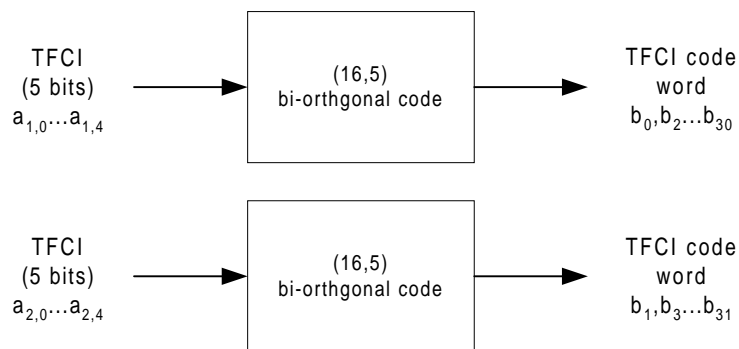 TFCI
(5 bits)
a1,0...a1,4
(16,5)
bi-orthgonal code
TFCI code
word
b0,b2...b30
TFCI
(5 bits)
a2,0...a2,4
(16,5)
bi-orthgonal code
TFCI code
word
b1,b3...b31